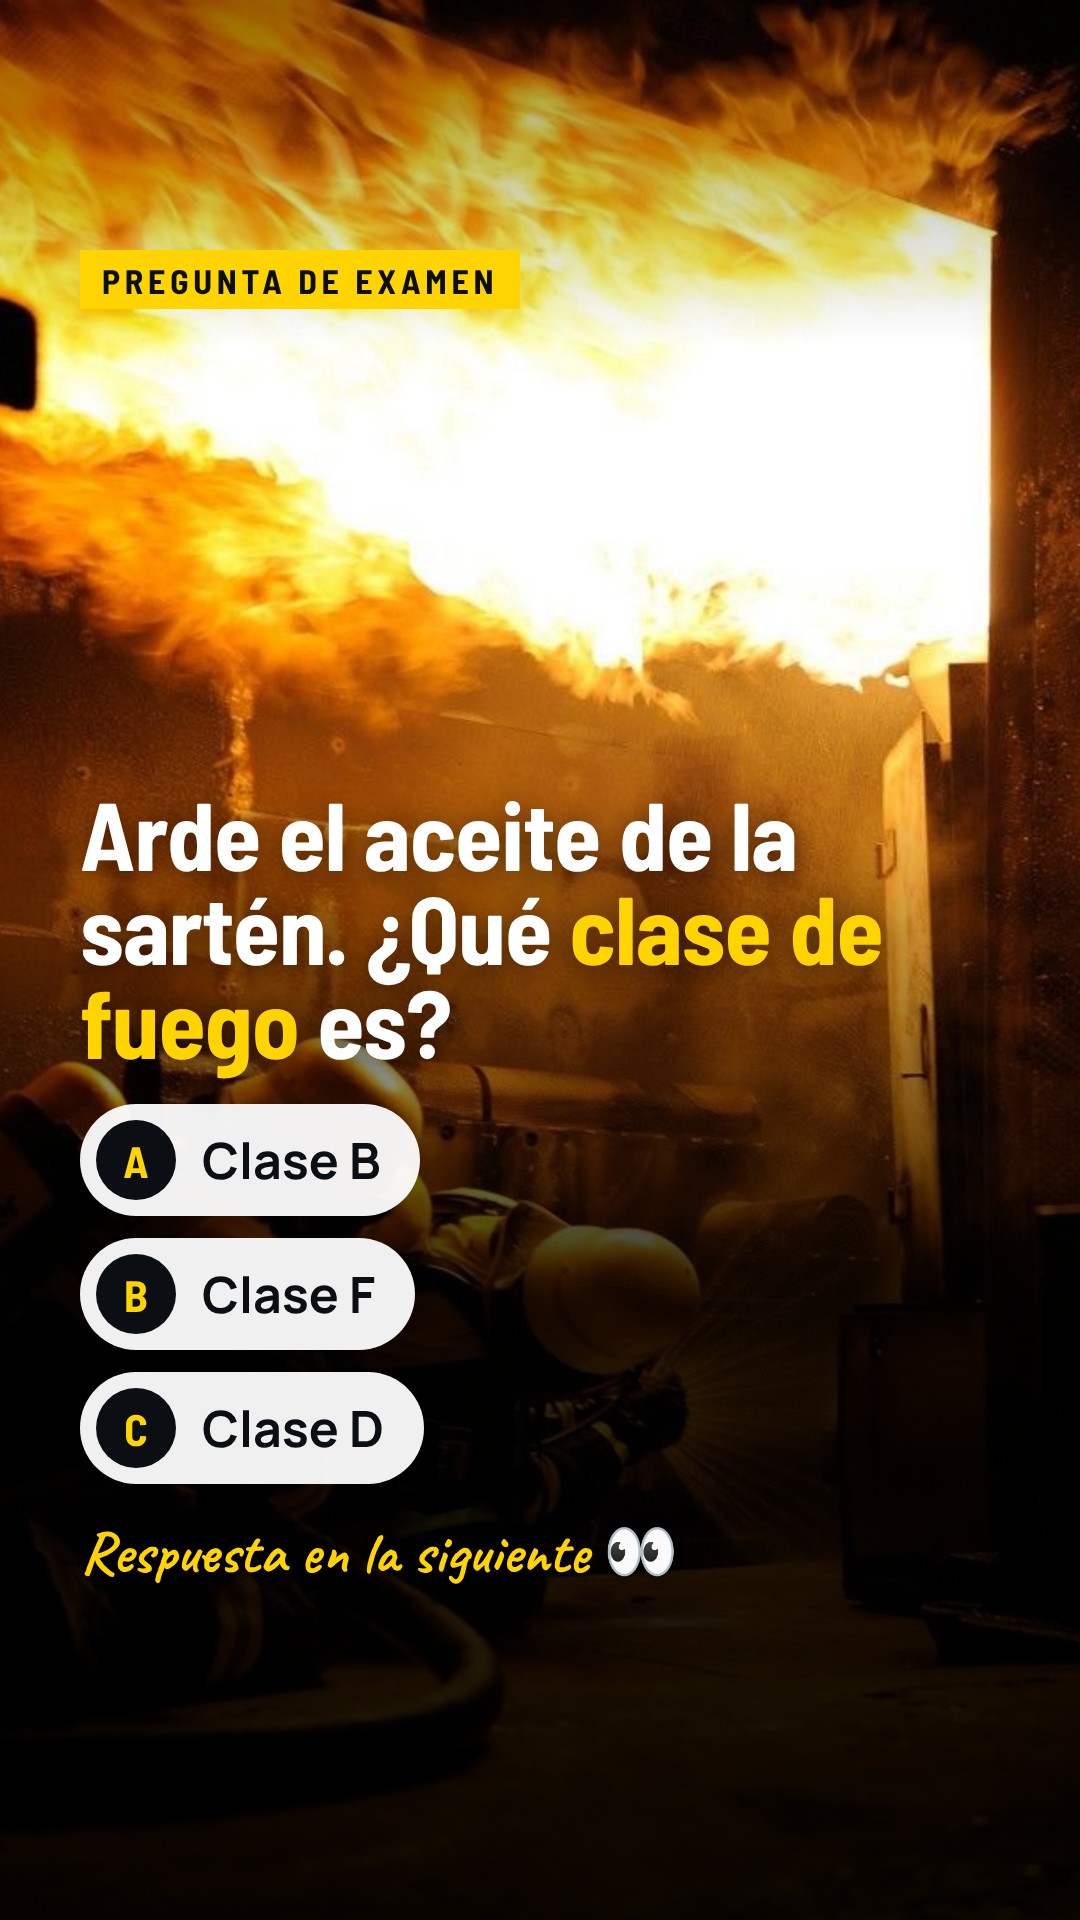 PREGUNTA DE EXAMEN
Arde el aceite de la
sartén. ¿Qué clase de
fuego es?
A Clase B
B Clase F
C Clase D
Respuesta en la siguiente 👀